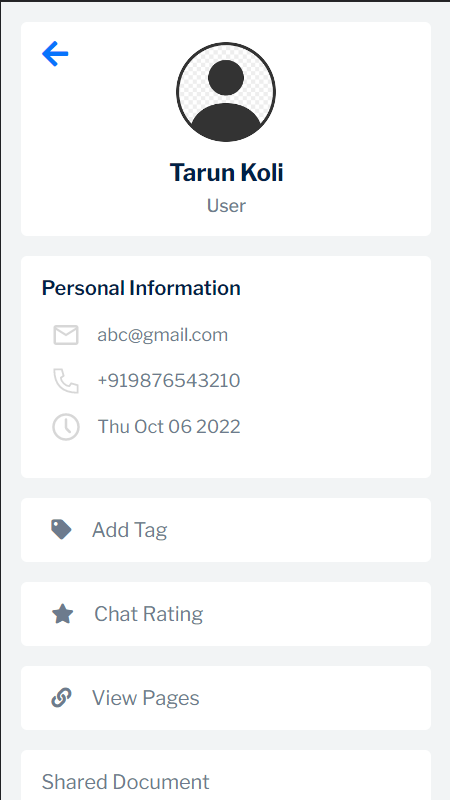 Tarun Koli
User
Personal Information
abc@gmail.com
+919876543210
Thu Oct 06 2022
Add Tag
Chat Rating
View Pages
Shared Document